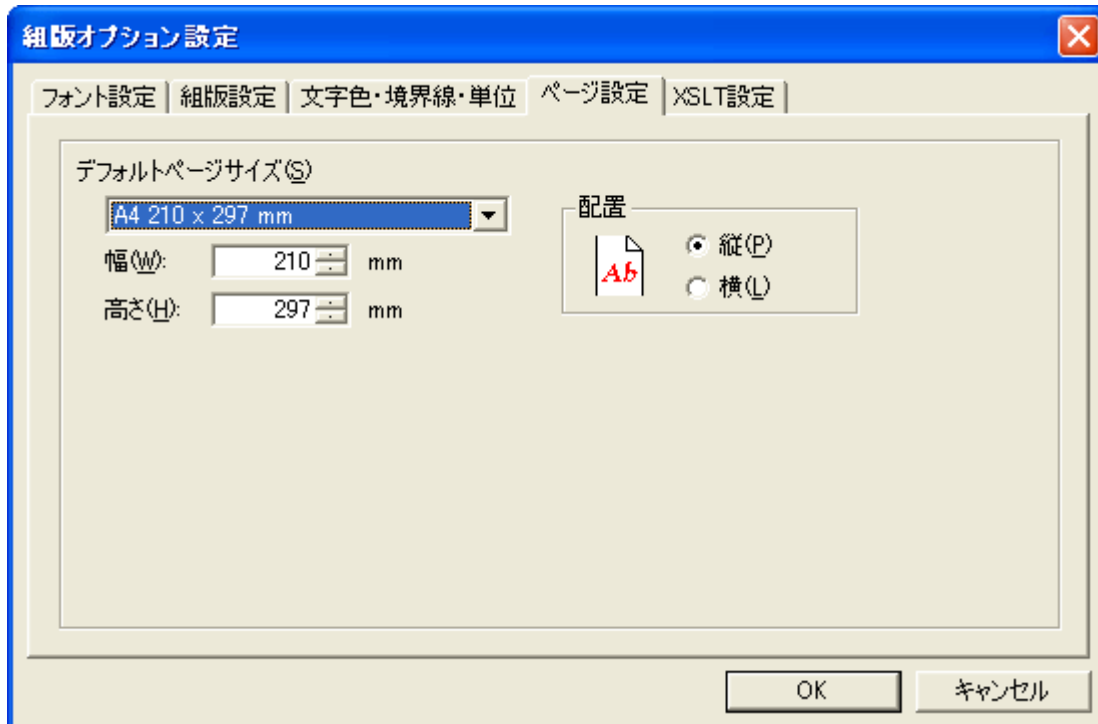 組版オプション設定
フォント設定 組版設定 文字色・境界線・単位 ページ設定 XSLT設定
デフォルトページサイズ(S)
A4 210 x 297 mm
幅(W): 210 mm
高さ(H): 297 mm
配置
Ab
縦(P)
横(L)
OK キャンセル